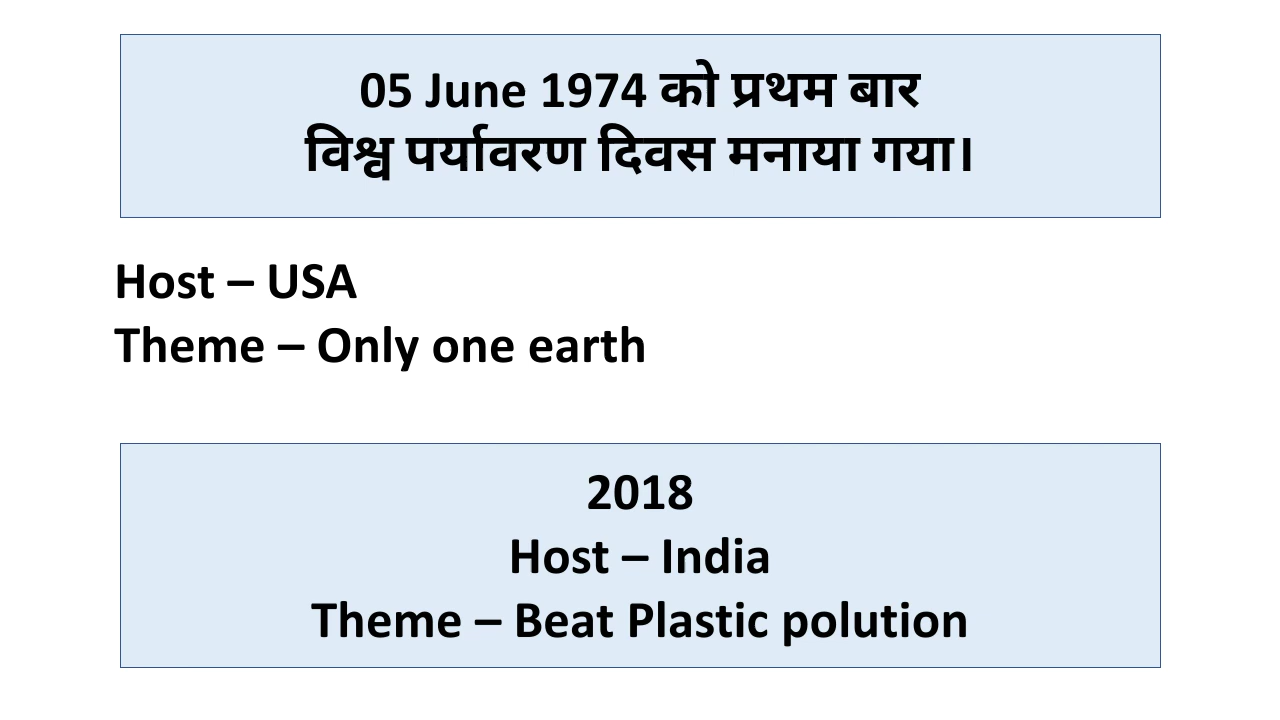 05 June 1974 को प्रथम बार
विश्व पर्यावरण दिवस मनाया गया।
Host – USA
Theme – Only one earth
2018
Host – India
Theme – Beat Plastic polution